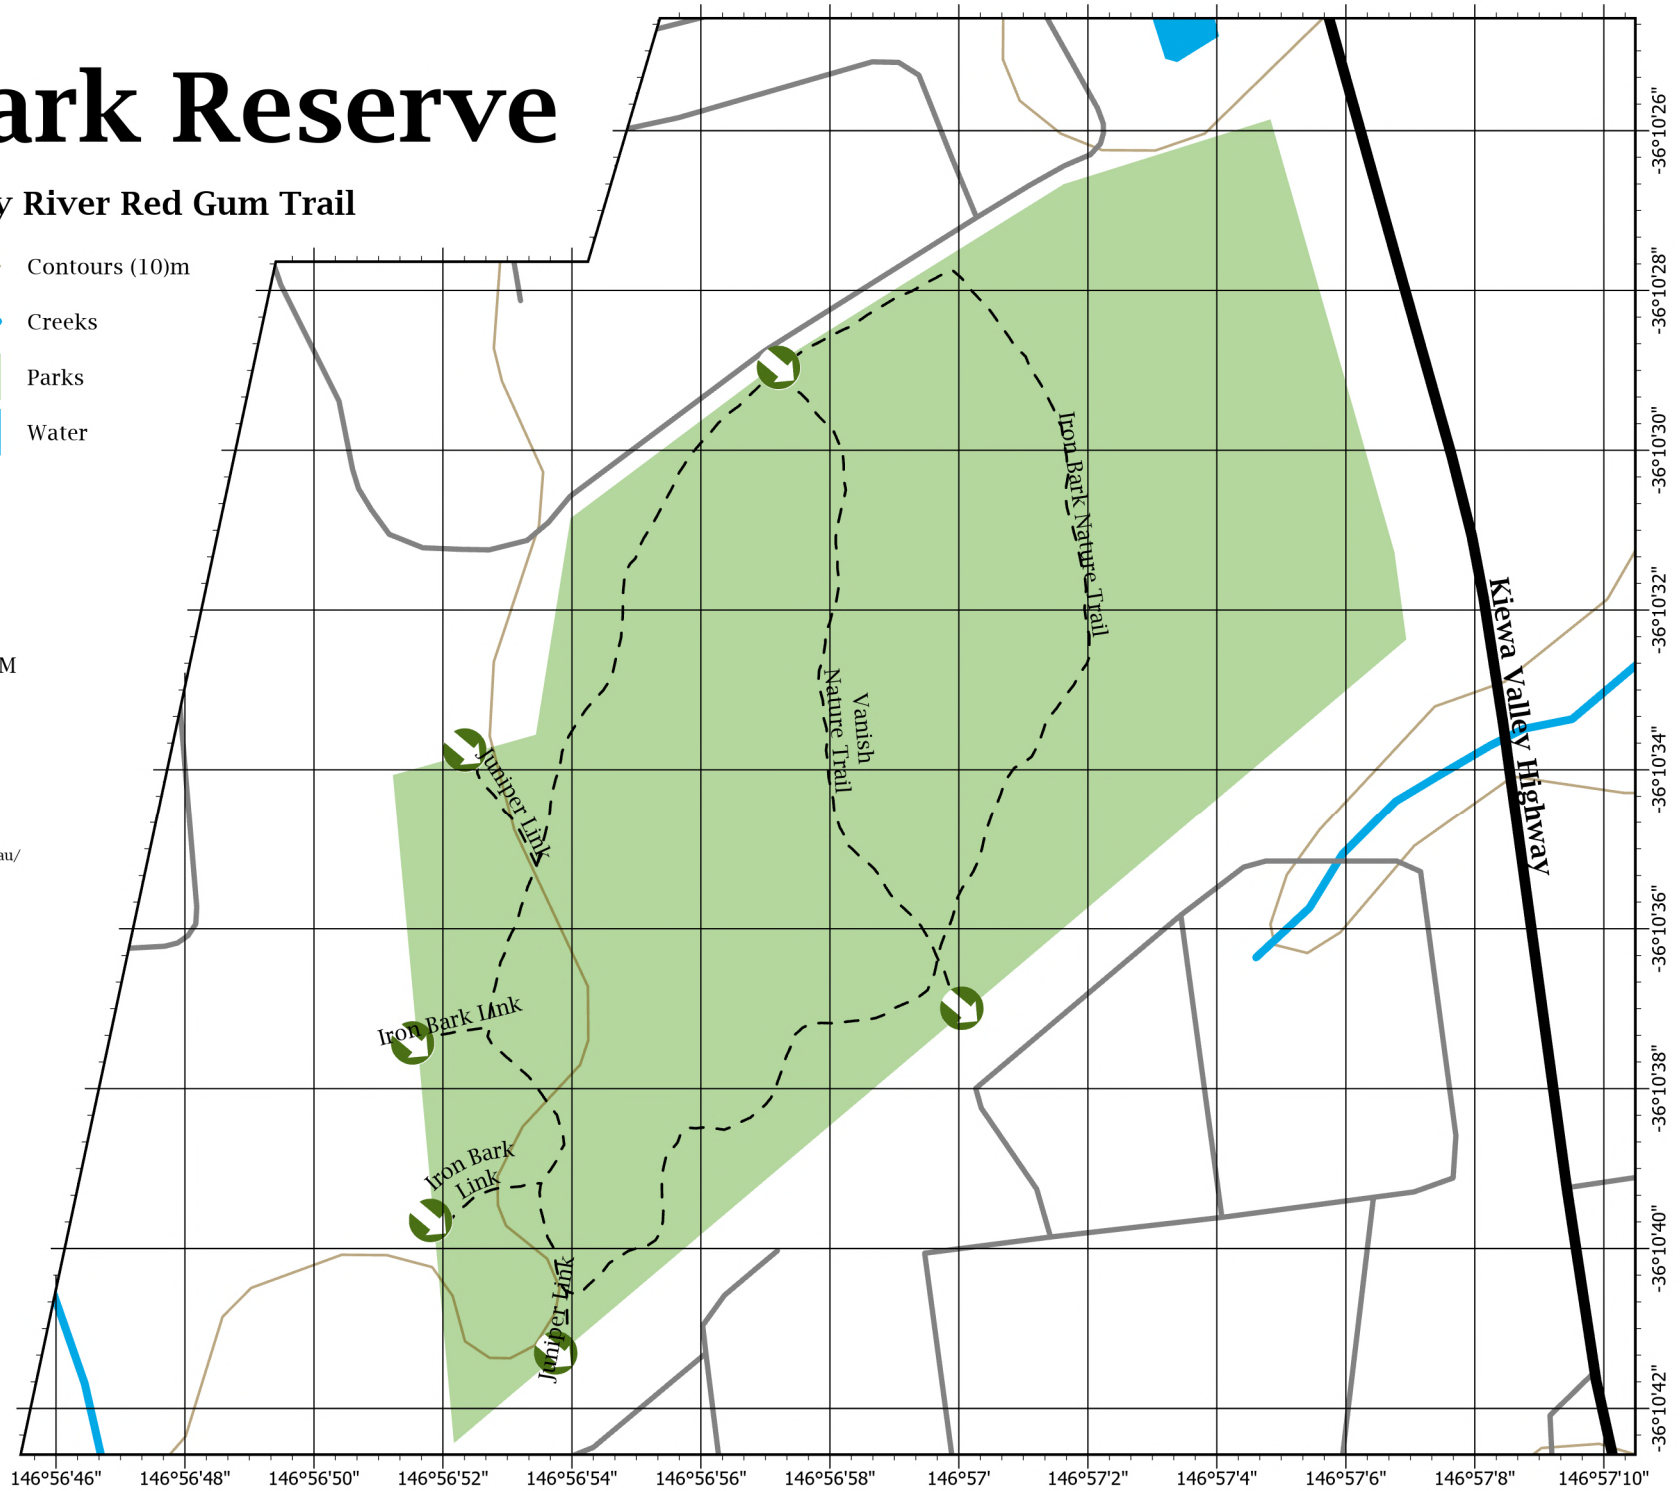 ark Reserve
y River Red Gum Trail
Contours (10)m
Creeks
Parks
Water
M
au/
Iron Bark Nature Trail
Vanish
Nature Trail
Juniper Link
Iron Bark Link
Iron Bark
Link
Juniper Link
Kiewa Valley Highway
-36°10'26"
-36°10'28"
-36°10'30"
-36°10'32"
-36°10'34"
-36°10'36"
-36°10'38"
-36°10'40"
-36°10'42"
146°56'46" 146°56'48" 146°56'50" 146°56'52" 146°56'54" 146°56'56" 146°56'58" 146°57' 146°57'2" 146°57'4" 146°57'6" 146°57'8" 146°57'10"